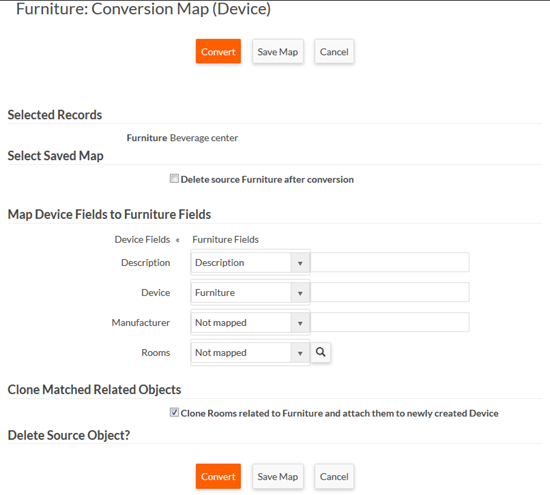 Furniture: Conversion Map (Device)
Convert Save Map Cancel
Selected Records
Furniture Beverage center
Select Saved Map
Delete source Furniture after conversion
Map Device Fields to Furniture Fields
Device Fields « Furniture Fields
Description Description
Device Furniture
Manufacturer Not mapped
Rooms Not mapped
Clone Matched Related Objects
Clone Rooms related to Furniture and attach them to newly created Device
Delete Source Object?
Convert Save Map Cancel